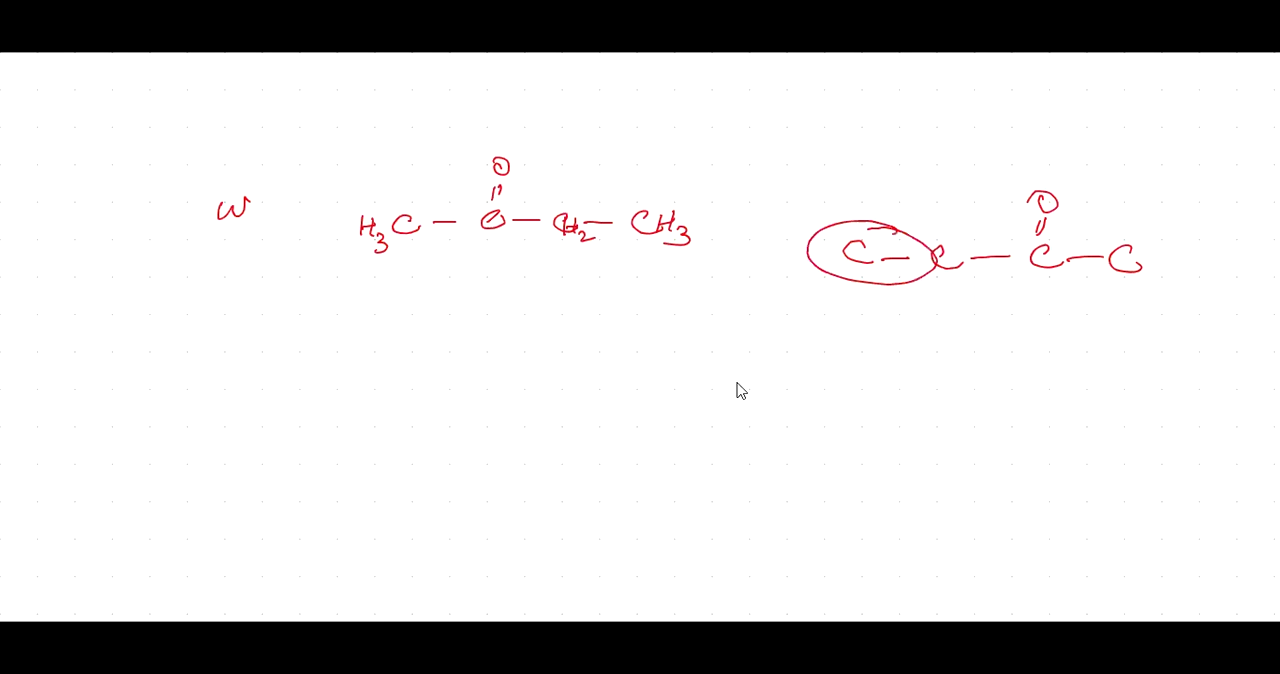 w
O
||
H3C — C — CH2 — CH3
O
||
C — C — C — C